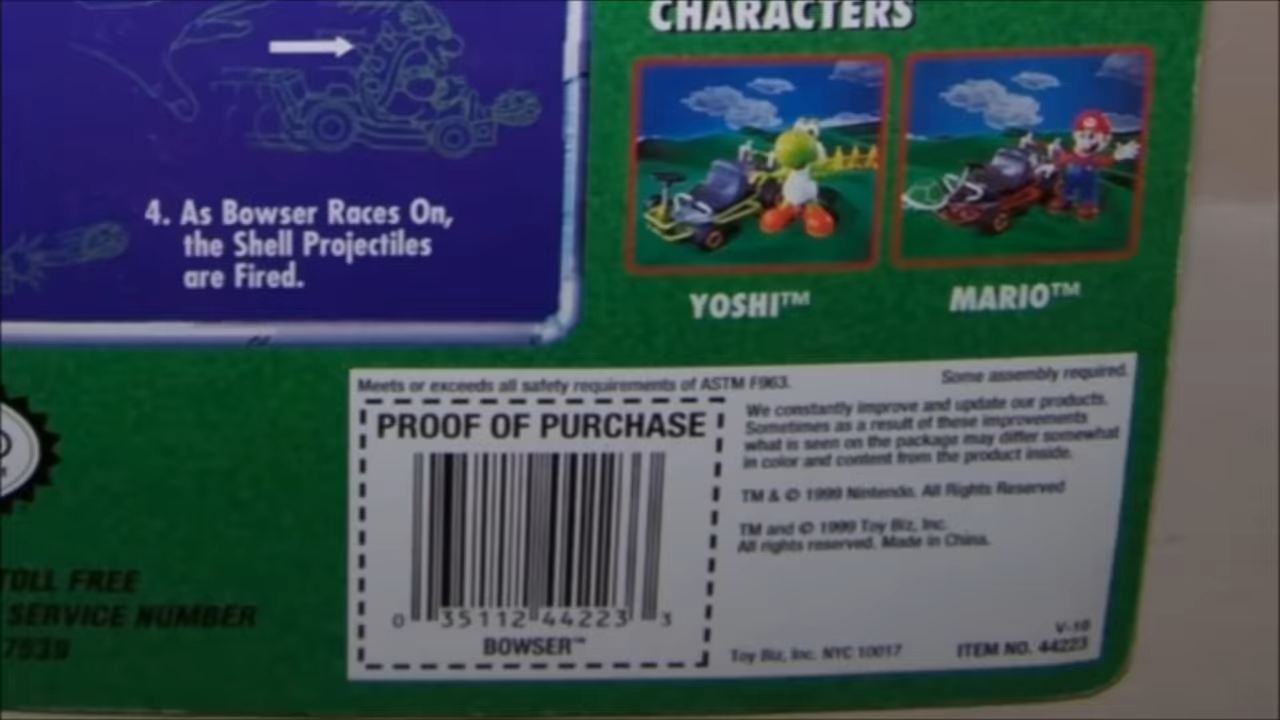 CHARACTERS
4. As Bowser Races On,
the Shell Projectiles
are Fired.
YOSHI™
MARIO™
Meets or exceeds all safety requirements of ASTM F963.
Some assembly required.
PROOF OF PURCHASE
0 35112 44223 3
BOWSER™
We constantly improve and update our products.
Sometimes as a result of these improvements
what is seen on the package may differ somewhat
in color and content from the product inside.
TM & © 1999 Nintendo. All Rights Reserved
TM and © 1999 Toy Biz, Inc.
All rights reserved. Made in China.
Toy Biz, Inc. NYC 10017
V-10
ITEM NO. 44223
TOLL FREE
SERVICE NUMBER
7939